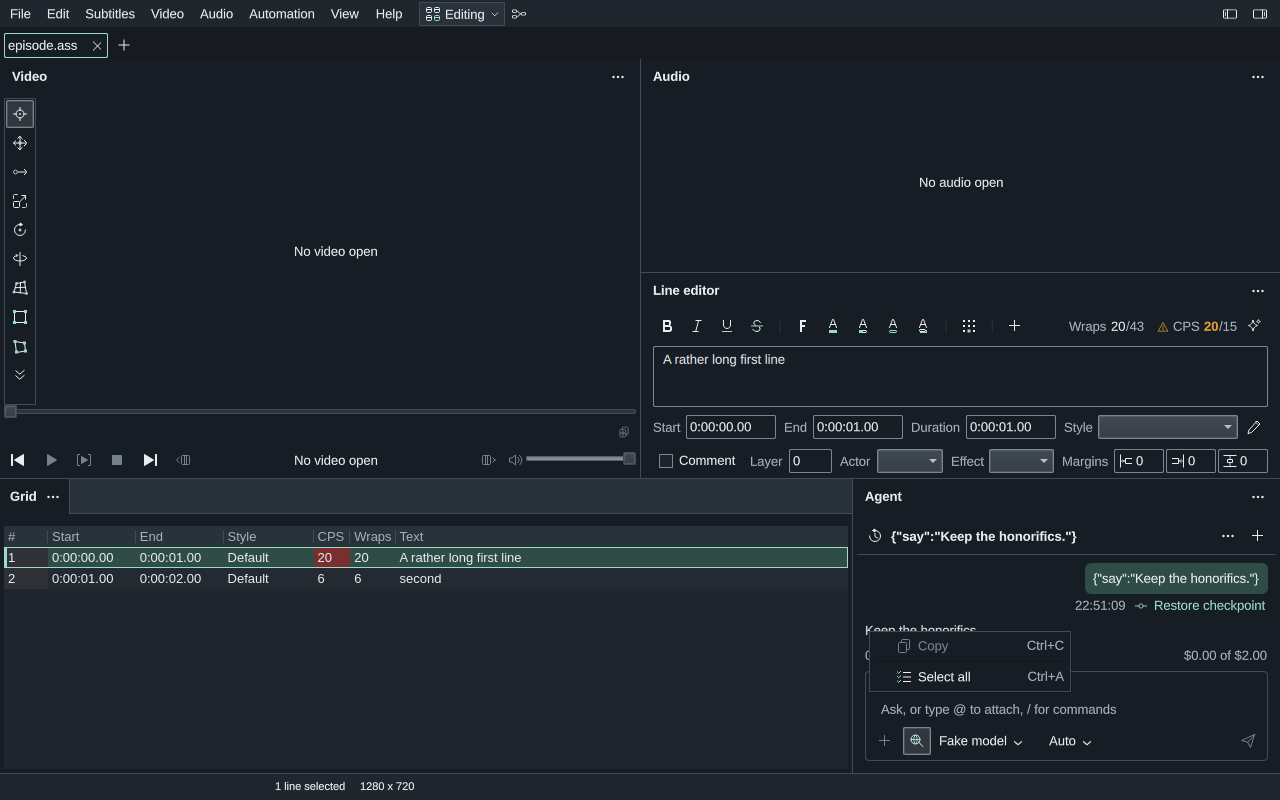 File Edit Subtitles Video Audio Automation View Help Editing
episode.ass
Video
Audio
No video open
No audio open
Line editor
B I U S F A A A A Wraps 20/43 CPS 20/15
A rather long first line
Start 0:00:00.00 End 0:00:01.00 Duration 0:00:01.00 Style
No video open
Comment Layer 0 Actor Effect Margins 0 0 0
Grid
Agent
# Start End Style CPS Wraps Text
1 0:00:00.00 0:00:01.00 Default 20 20 A rather long first line
2 0:00:01.00 0:00:02.00 Default 6 6 second
{"say":"Keep the honorifics."}
{"say":"Keep the honorifics."}
22:51:09 Restore checkpoint
Keep the honorifics.
Copy Ctrl+C
Select all Ctrl+A
$0.00 of $2.00
Ask, or type @ to attach, / for commands
Fake model Auto
1 line selected 1280 x 720